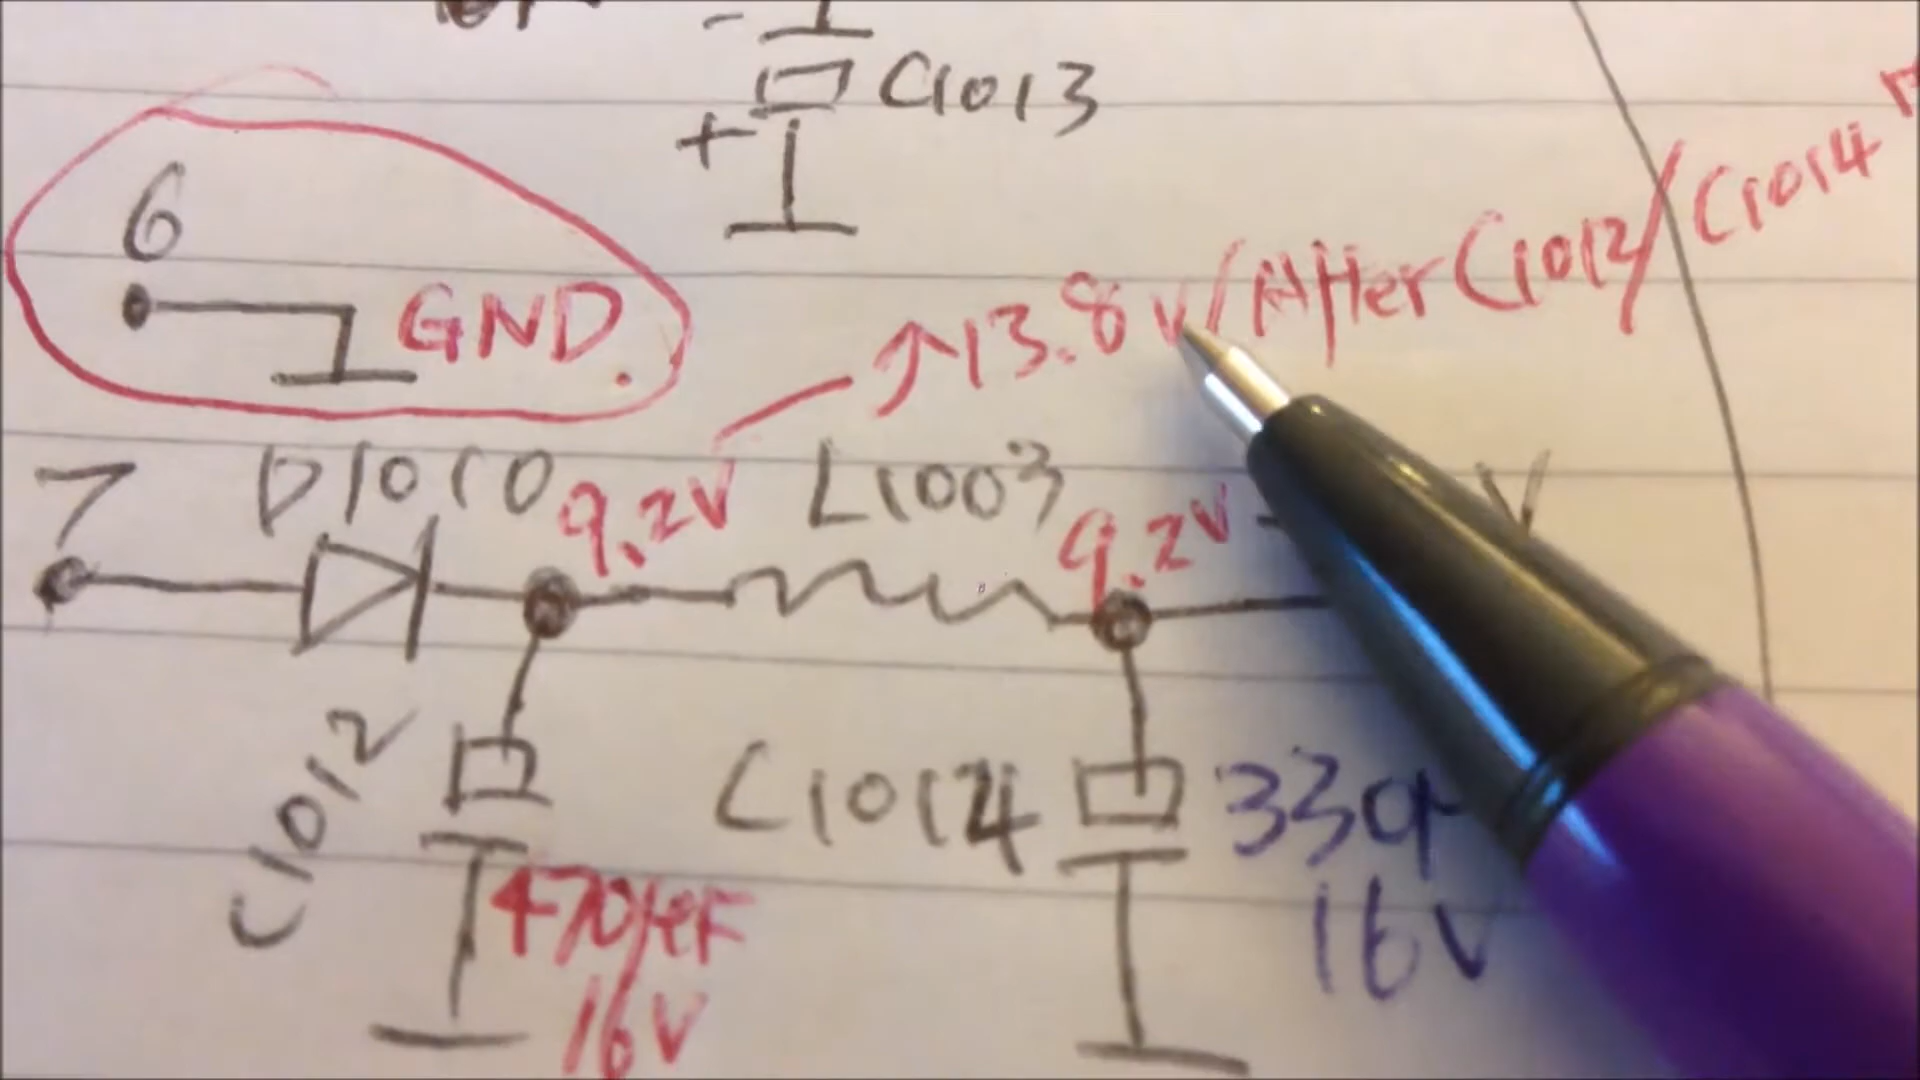 - C1013
+
6
GND.
↑13.8V/After C1012/C1014
7 D1010 9.2V L1003 9.2V V
C1012 C1014 330
470µF 16V
16V